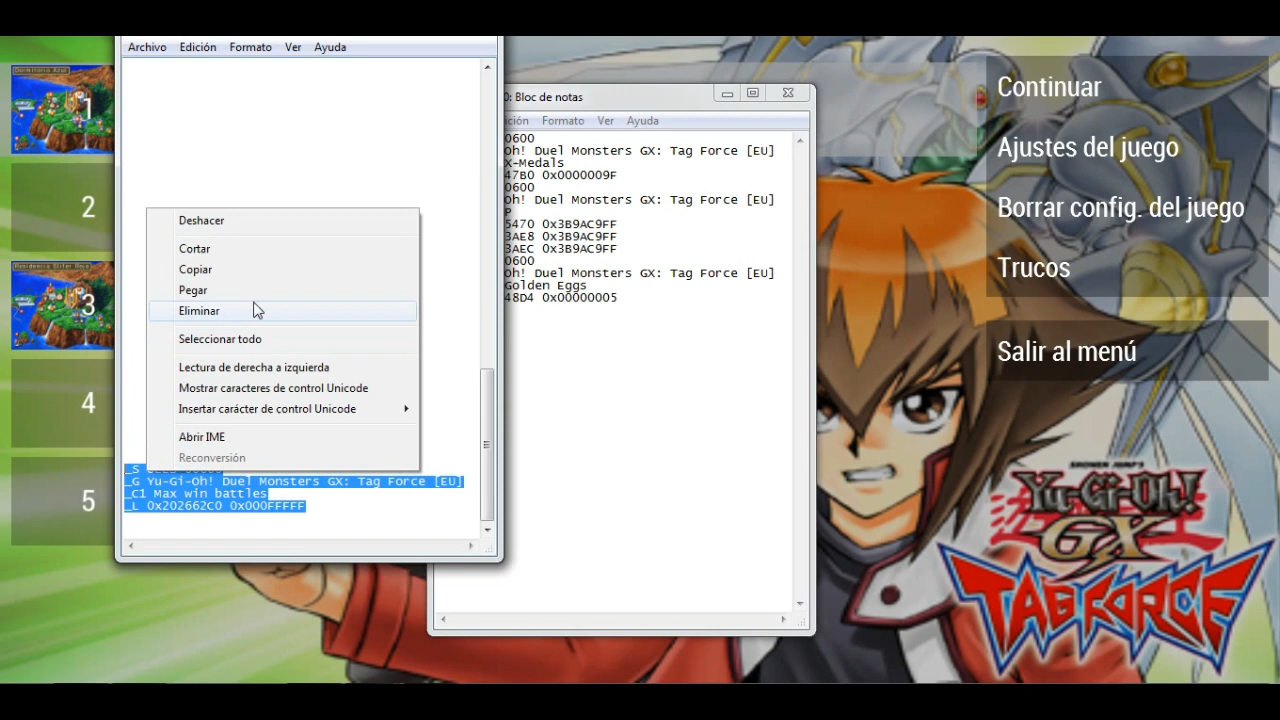 Archivo Edición Formato Ver Ayuda
Deshacer
Cortar
Copiar
Pegar
Eliminar
Seleccionar todo
Lectura de derecha a izquierda
Mostrar caracteres de control Unicode
Insertar carácter de control Unicode
Abrir IME
Reconversión
_S
_G Yu-Gi-Oh! Duel Monsters GX: Tag Force [EU]
_C1 Max win battles
_L 0x202662C0 0x000FFFFF
0: Bloc de notas
ción Formato Ver Ayuda
0600
Oh! Duel Monsters GX: Tag Force [EU]
X-Medals
47B0 0x0000009F
0600
Oh! Duel Monsters GX: Tag Force [EU]
P
5470 0x3B9AC9FF
3AE8 0x3B9AC9FF
3AEC 0x3B9AC9FF
0600
Oh! Duel Monsters GX: Tag Force [EU]
Golden Eggs
48D4 0x00000005
1
2
3
4
5
Continuar
Ajustes del juego
Borrar config. del juego
Trucos
Salir al menú
SHONEN JUMP'S
Yu-Gi-Oh!
GX
TAG FORCE